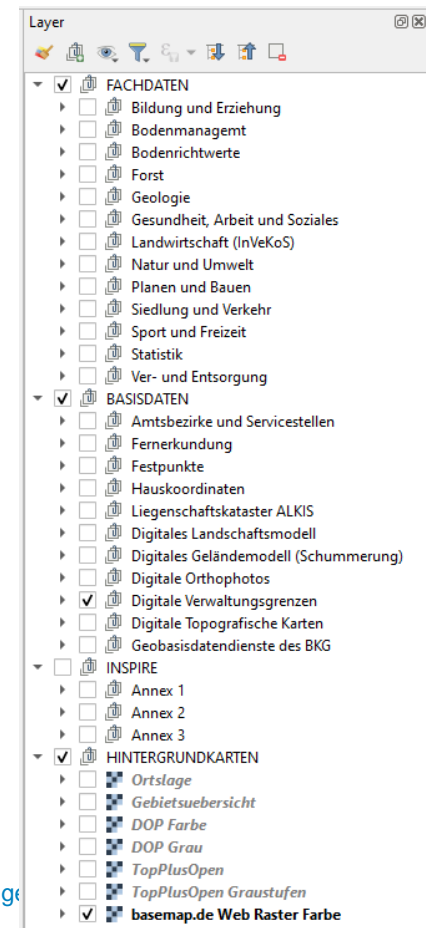 Layer
FACHDATEN
Bildung und Erziehung
Bodenmanagemt
Bodenrichtwerte
Forst
Geologie
Gesundheit, Arbeit und Soziales
Landwirtschaft (InVeKoS)
Natur und Umwelt
Planen und Bauen
Siedlung und Verkehr
Sport und Freizeit
Statistik
Ver- und Entsorgung
BASISDATEN
Amtsbezirke und Servicestellen
Fernerkundung
Festpunkte
Hauskoordinaten
Liegenschaftskataster ALKIS
Digitales Landschaftsmodell
Digitales Geländemodell (Schummerung)
Digitale Orthophotos
Digitale Verwaltungsgrenzen
Digitale Topografische Karten
Geobasisdatendienste des BKG
INSPIRE
Annex 1
Annex 2
Annex 3
HINTERGRUNDKARTEN
Ortslage
Gebietsuebersicht
DOP Farbe
DOP Grau
TopPlusOpen
TopPlusOpen Graustufen
basemap.de Web Raster Farbe